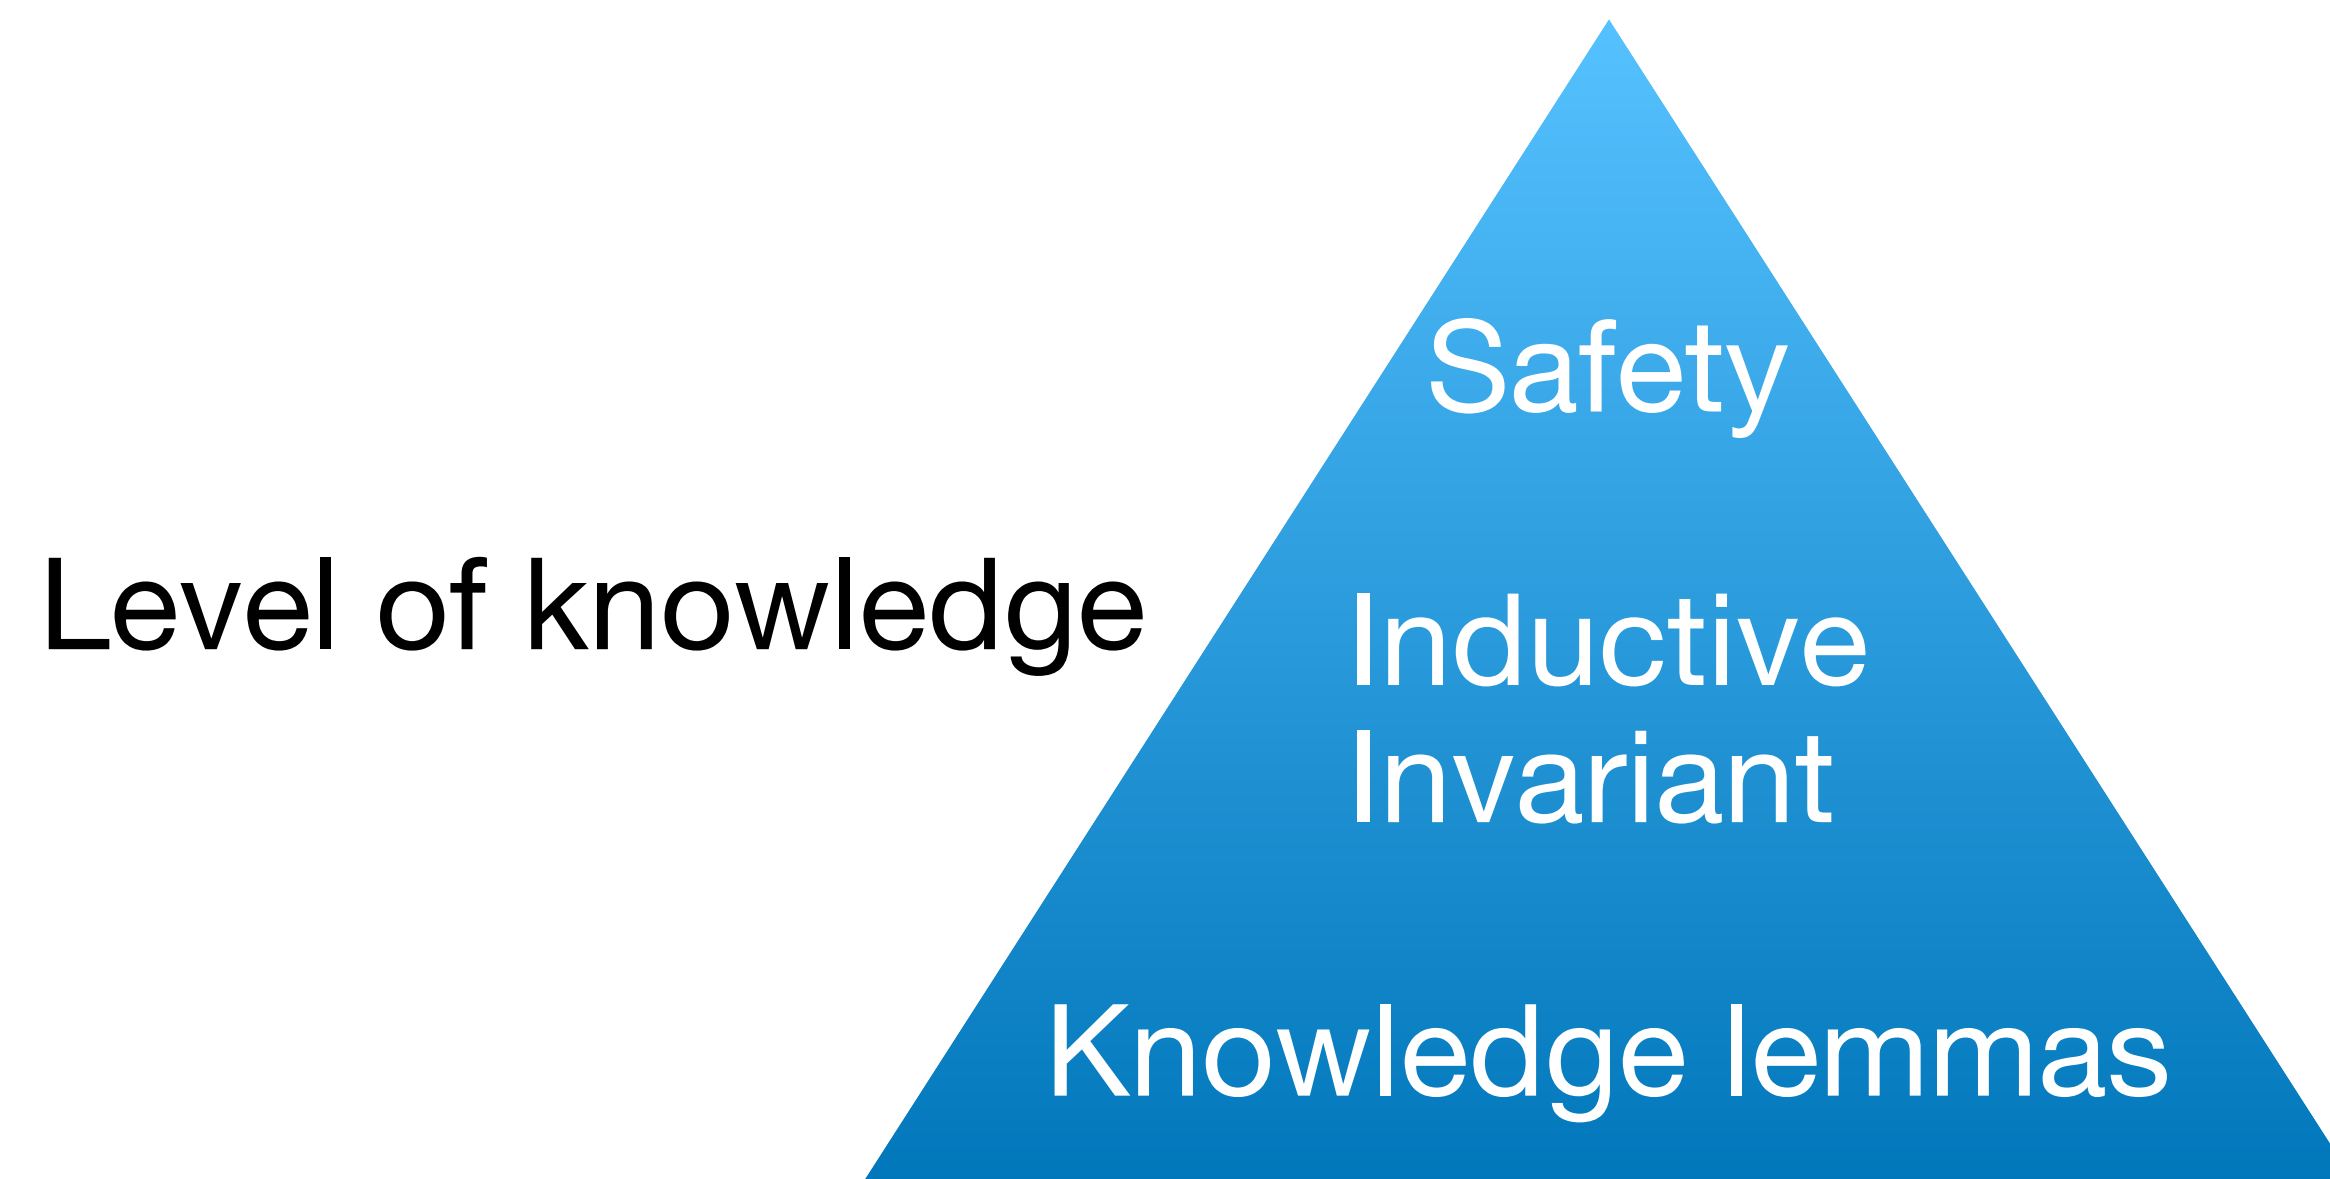 Safety
Level of knowledge
Inductive
Invariant
Knowledge lemmas